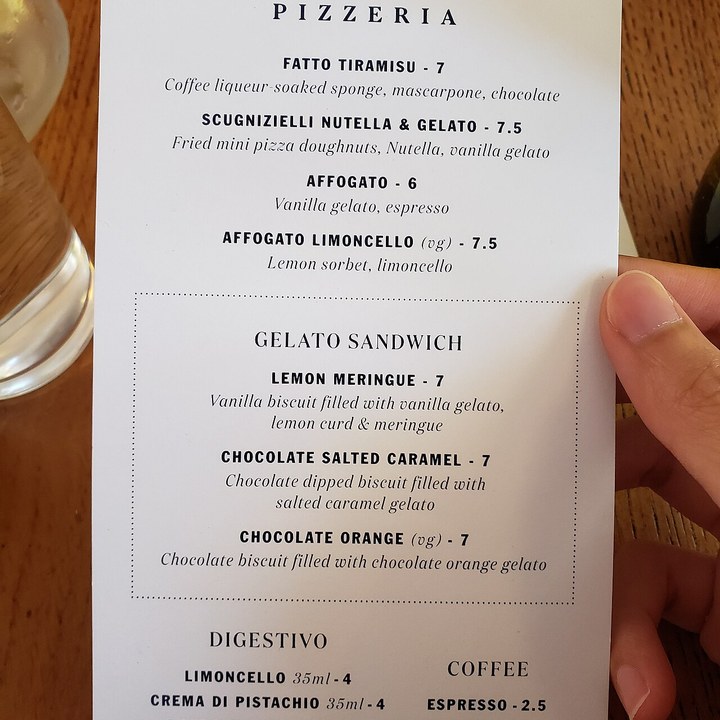 PIZZERIA
FATTO TIRAMISU - 7
Coffee liqueur soaked sponge, mascarpone, chocolate
SCUGNIZIELLI NUTELLA & GELATO - 7.5
Fried mini pizza doughnuts, Nutella, vanilla gelato
AFFOGATO - 6
Vanilla gelato, espresso
AFFOGATO LIMONCELLO (vg) - 7.5
Lemon sorbet, limoncello
GELATO SANDWICH
LEMON MERINGUE - 7
Vanilla biscuit filled with vanilla gelato,
lemon curd & meringue
CHOCOLATE SALTED CARAMEL - 7
Chocolate dipped biscuit filled with
salted caramel gelato
CHOCOLATE ORANGE (vg) - 7
Chocolate biscuit filled with chocolate orange gelato
DIGESTIVO
LIMONCELLO 35ml - 4
CREMA DI PISTACHIO 35ml - 4
COFFEE
ESPRESSO - 2.5